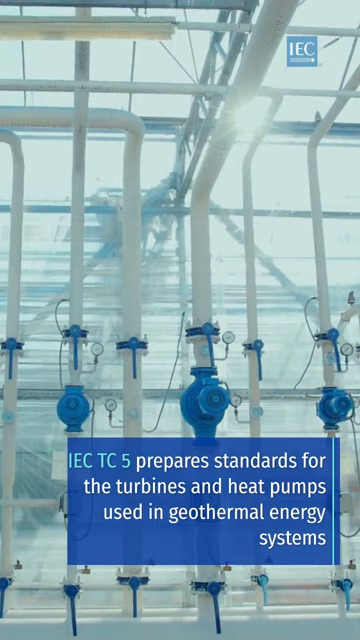 IEC
IEC TC 5 prepares standards for
the turbines and heat pumps
used in geothermal energy
systems